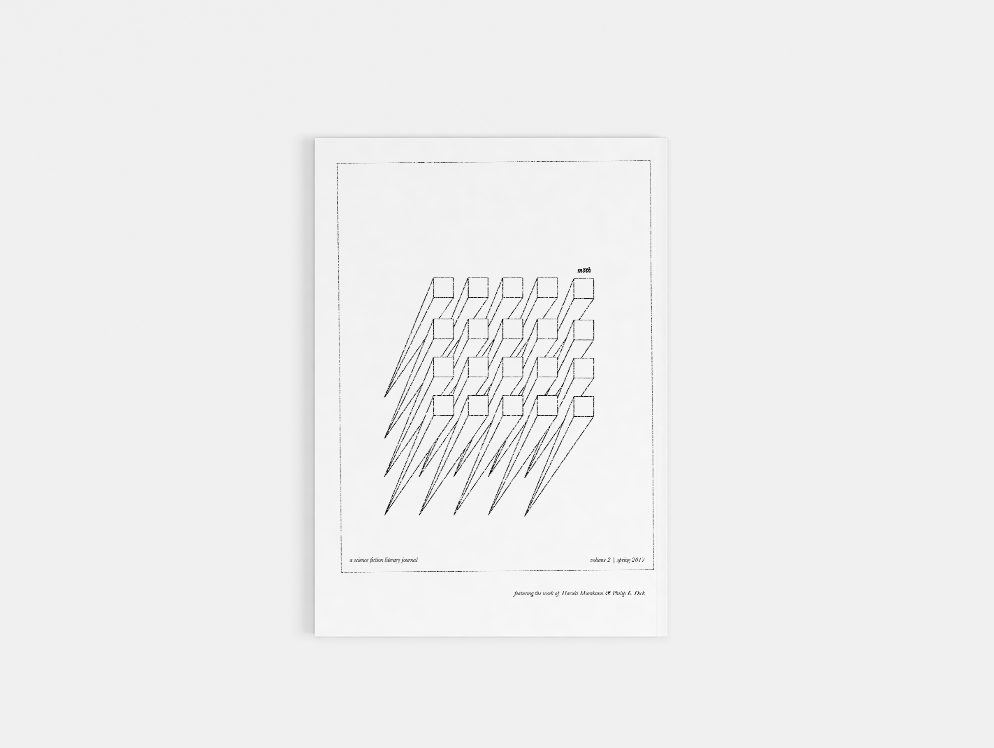 moth
a science fiction literary journal
volume 2 | spring 2017
featuring the work of Haruki Murakami & Philip K. Dick